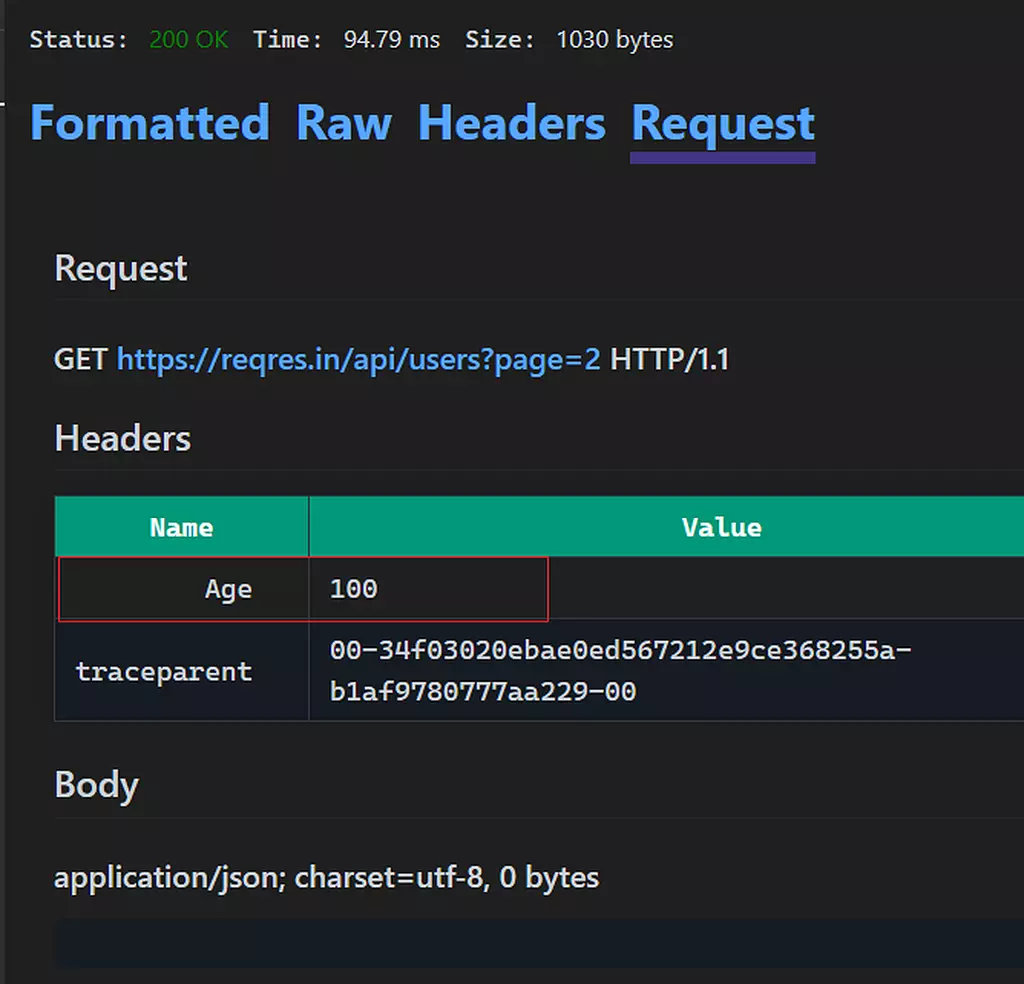 Status: 200 OK Time: 94.79 ms Size: 1030 bytes
Formatted Raw Headers Request
Request
GET https://reqres.in/api/users?page=2 HTTP/1.1
Headers
Name Value
Age 100
traceparent 00-34f03020ebae0ed567212e9ce368255a-
b1af9780777aa229-00
Body
application/json; charset=utf-8, 0 bytes